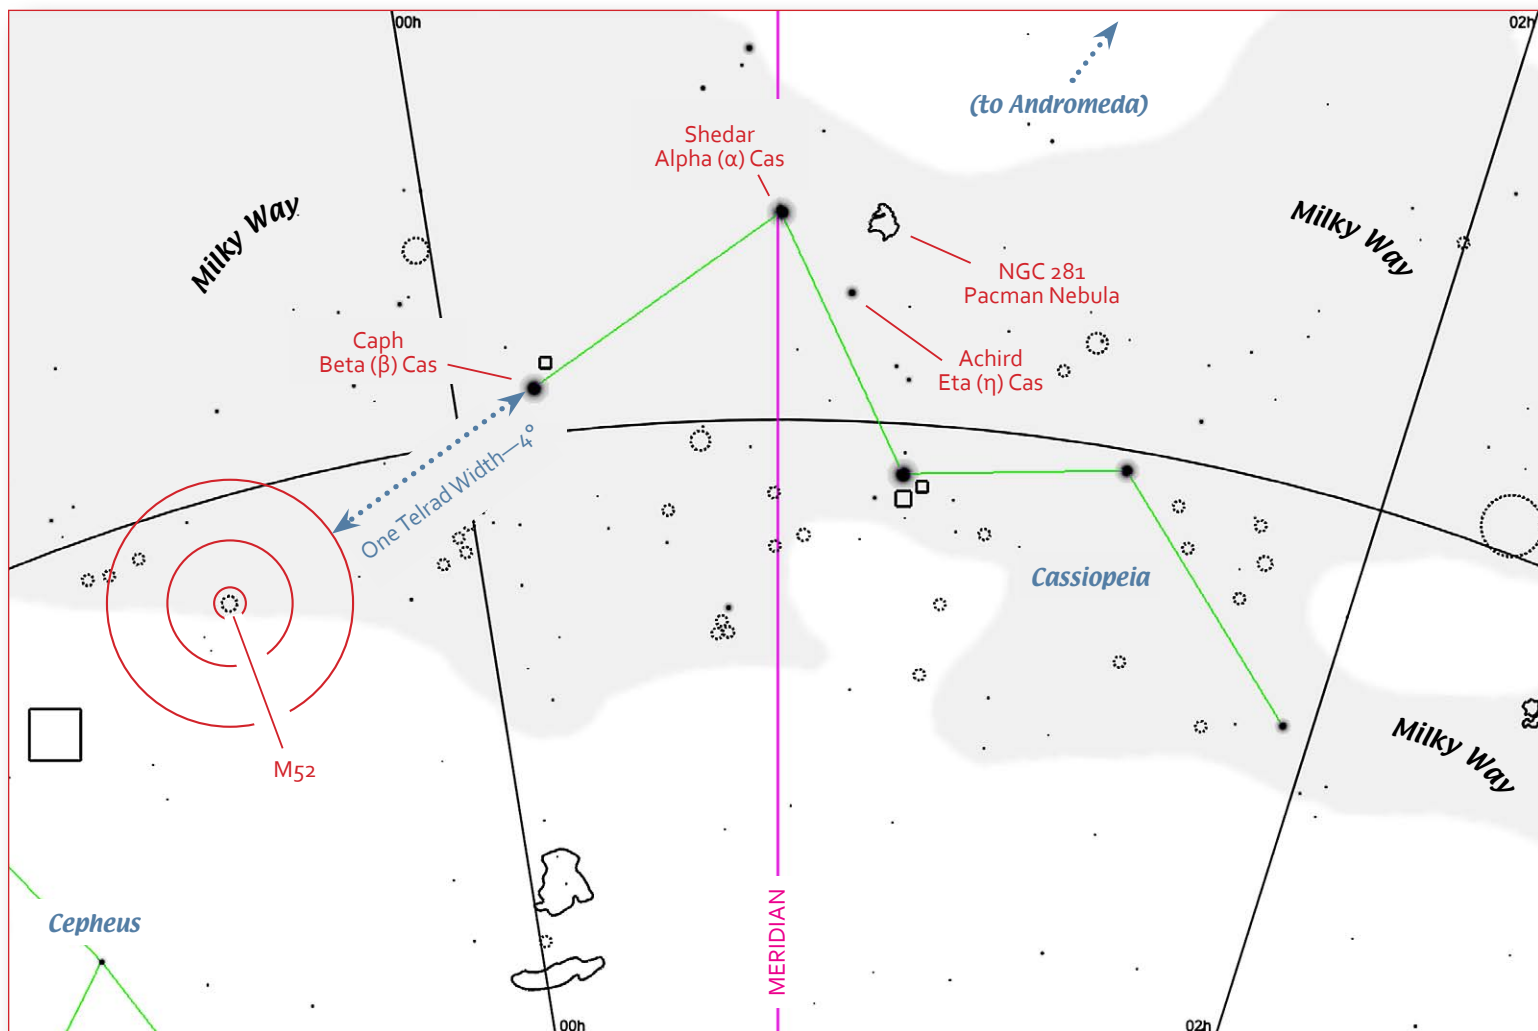 00h
02h
(to Andromeda)
Shedar
Alpha (α) Cas
Milky Way
Milky Way
NGC 281
Pacman Nebula
Caph
Beta (β) Cas
Achird
Eta (η) Cas
One Telrad Width—4°
Cassiopeia
M52
Milky Way
Cepheus
MERIDIAN
00h
02h